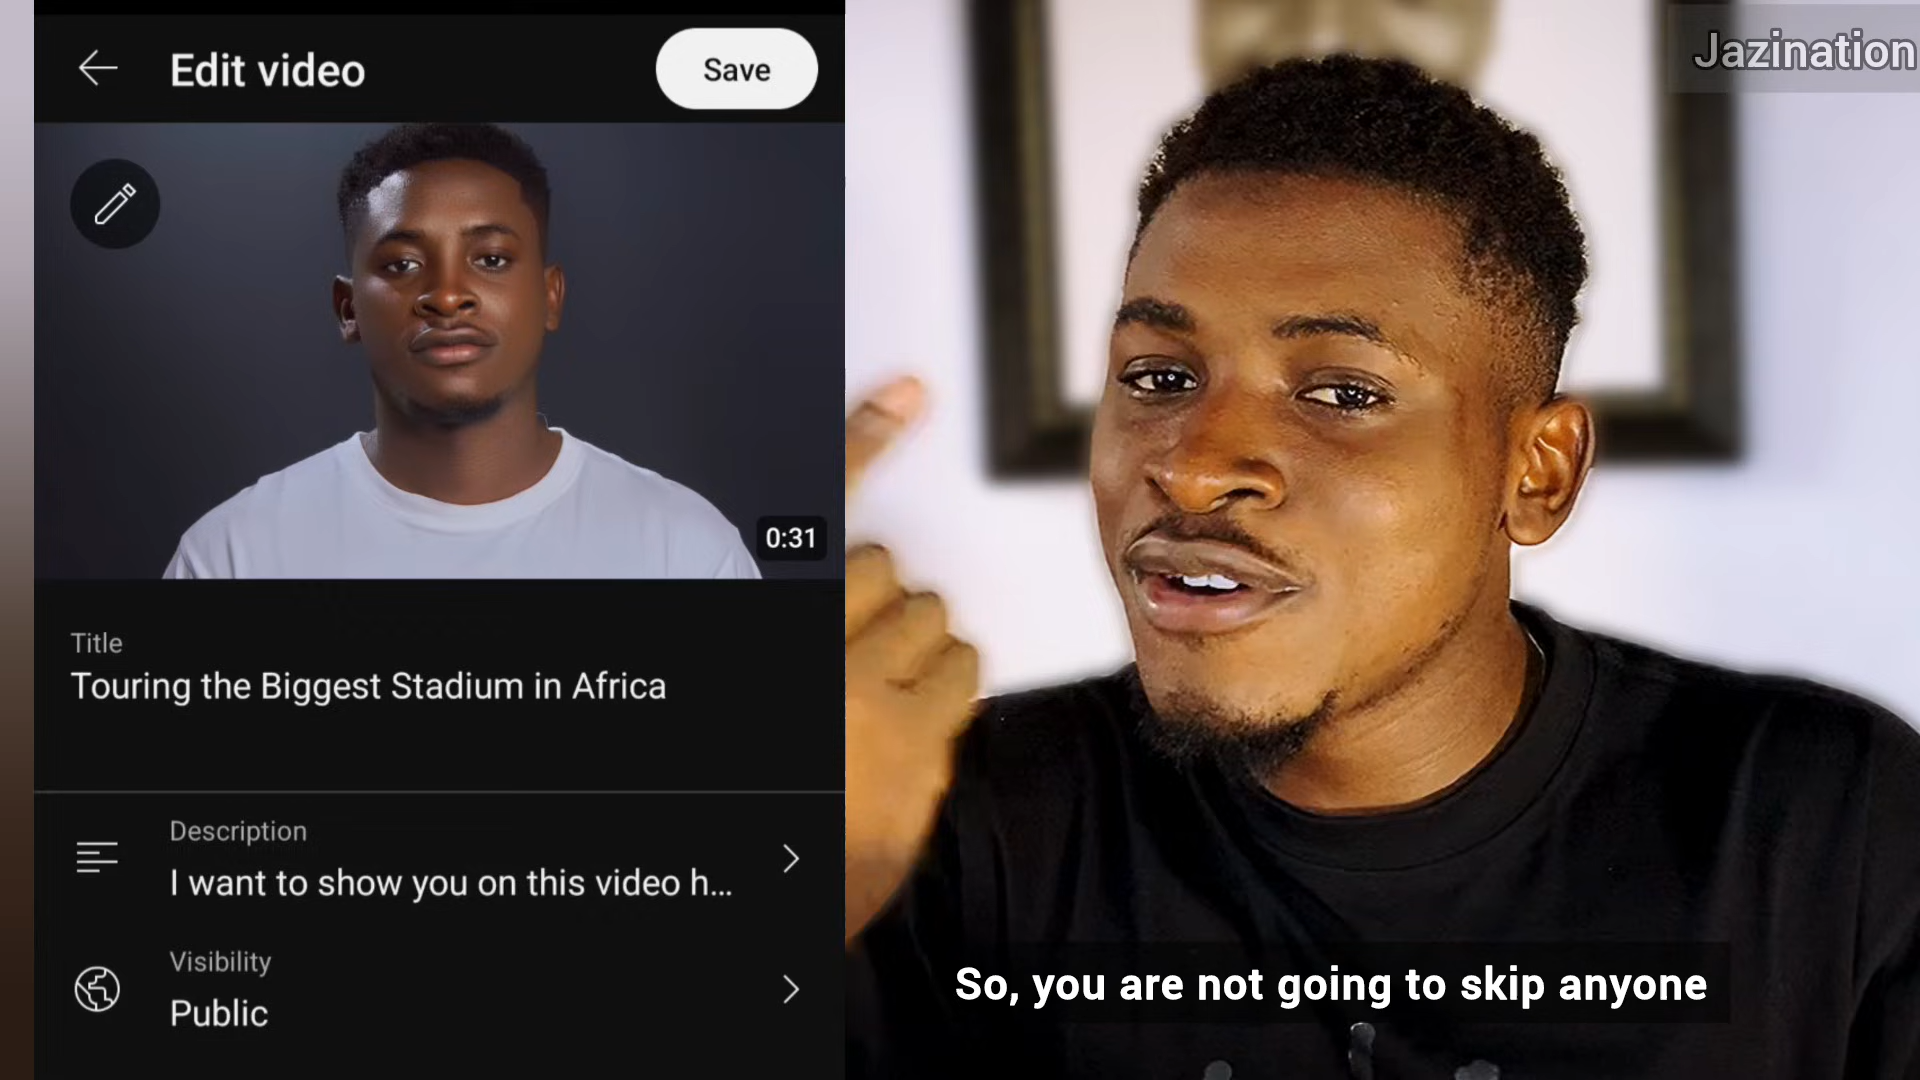 Edit video
Save
0:31
Title
Touring the Biggest Stadium in Africa
Description
I want to show you on this video h...
Visibility
Public
Jazination
So, you are not going to skip anyone